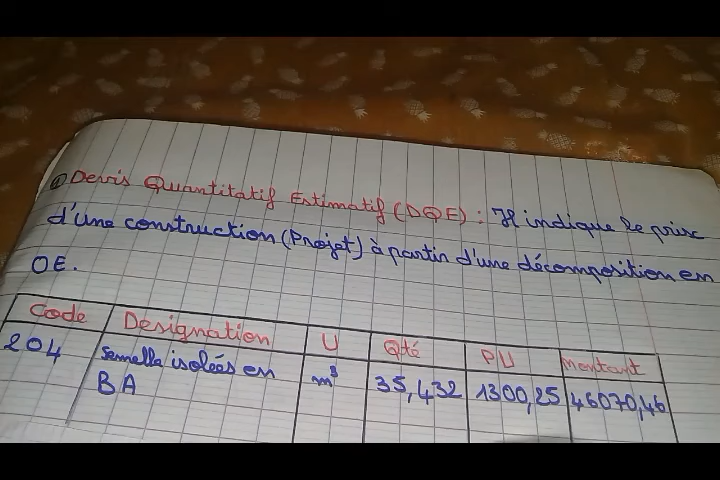 ④ Devis Quantitatif Estimatif (DQE) : Il indique le prix
d'une construction (Projet) à partir d'une décomposition en
OE.
Code Designation U Qté PU Montant
204 Semelle isolées en m³ 35,432 1300,25 46070,46
BA